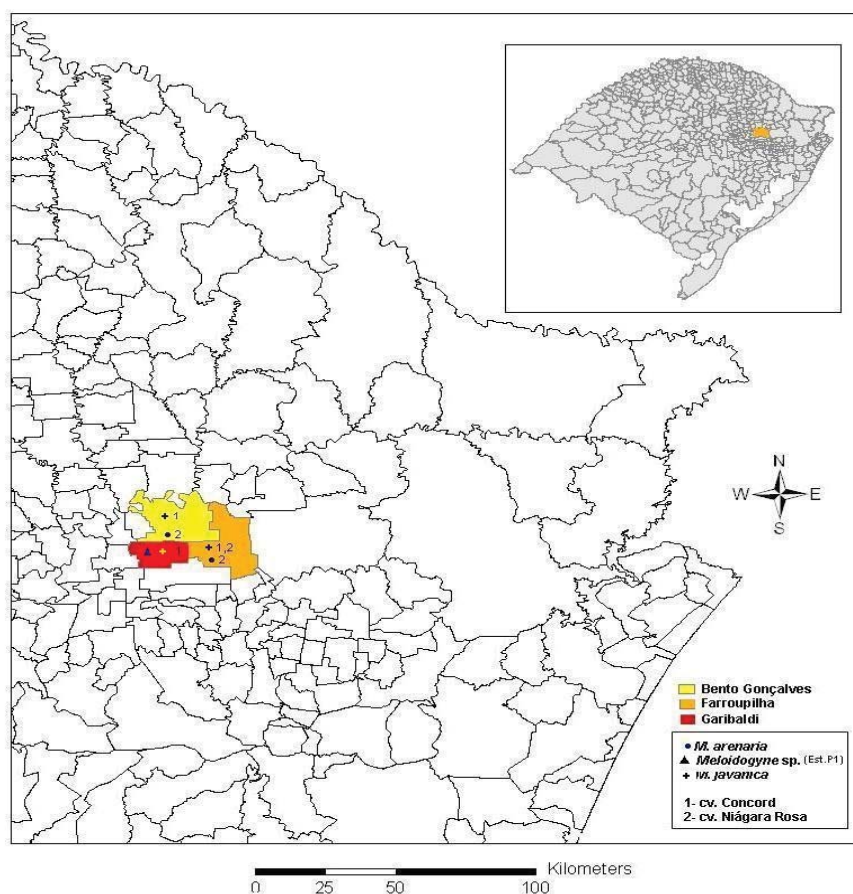 1
2
1
1,2
2
N
W E
S
Bento Gonçalves
Farroupilha
Garibaldi
M. arenaria
Meloidogyne sp. (Est.P1)
M. javanica
1- cv. Concord
2- cv. Niágara Rosa
Kilometers
0 25 50 100